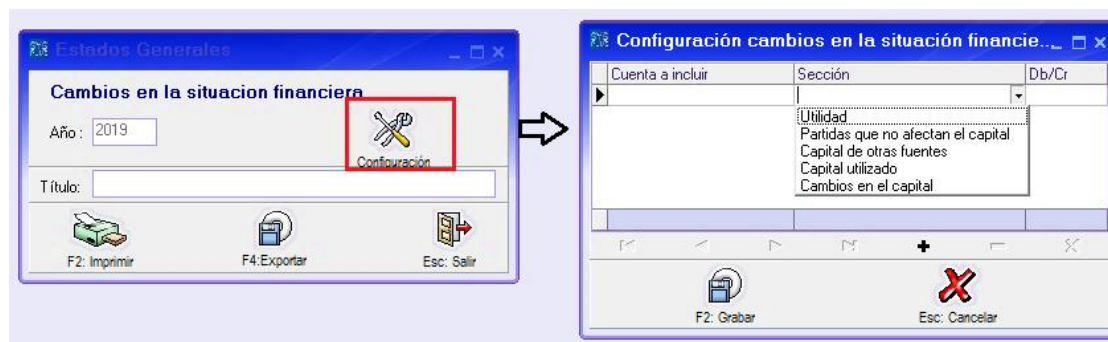 Estados Generales
Cambios en la situacion financiera
Año : 2019
Configuración
Título:
F2: Imprimir F4:Exportar Esc: Salir
Configuración cambios en la situación financie...
Cuenta a incluir Sección Db/Cr
Utilidad
Partidas que no afectan el capital
Capital de otras fuentes
Capital utilizado
Cambios en el capital
F2: Grabar Esc: Cancelar